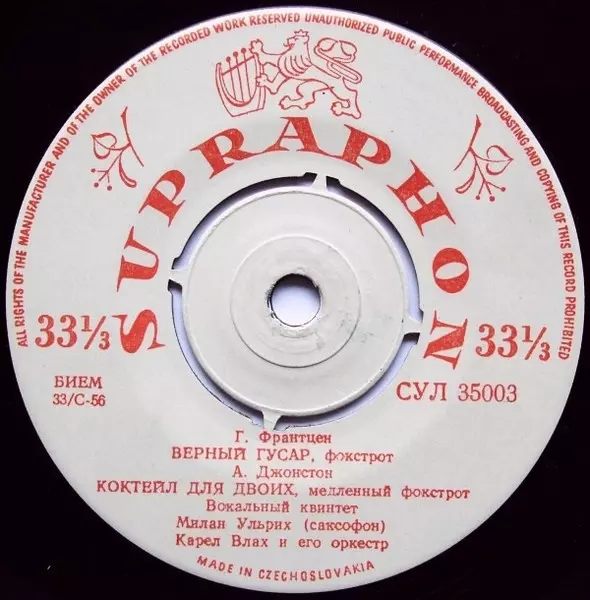 ALL RIGHTS OF THE MANUFACTURER AND OF THE OWNER OF THE RECORDED WORK RESERVED UNAUTHORIZED PUBLIC PERFORMANCE BROADCASTING AND COPYING OF THIS RECORD PROHIBITED
SUPRAPHON
33⅓ 33⅓
БИЕМ
33/C-56
СУЛ 35003
Г. Франтцен
ВЕРНЫЙ ГУСАР, фокстрот
А. Джонстон
КОКТЕЙЛ ДЛЯ ДВОИХ, медленный фокстрот
Вокальный квинтет
Милан Ульрих (саксофон)
Карел Влах и его оркестр
MADE IN CZECHOSLOVAKIA